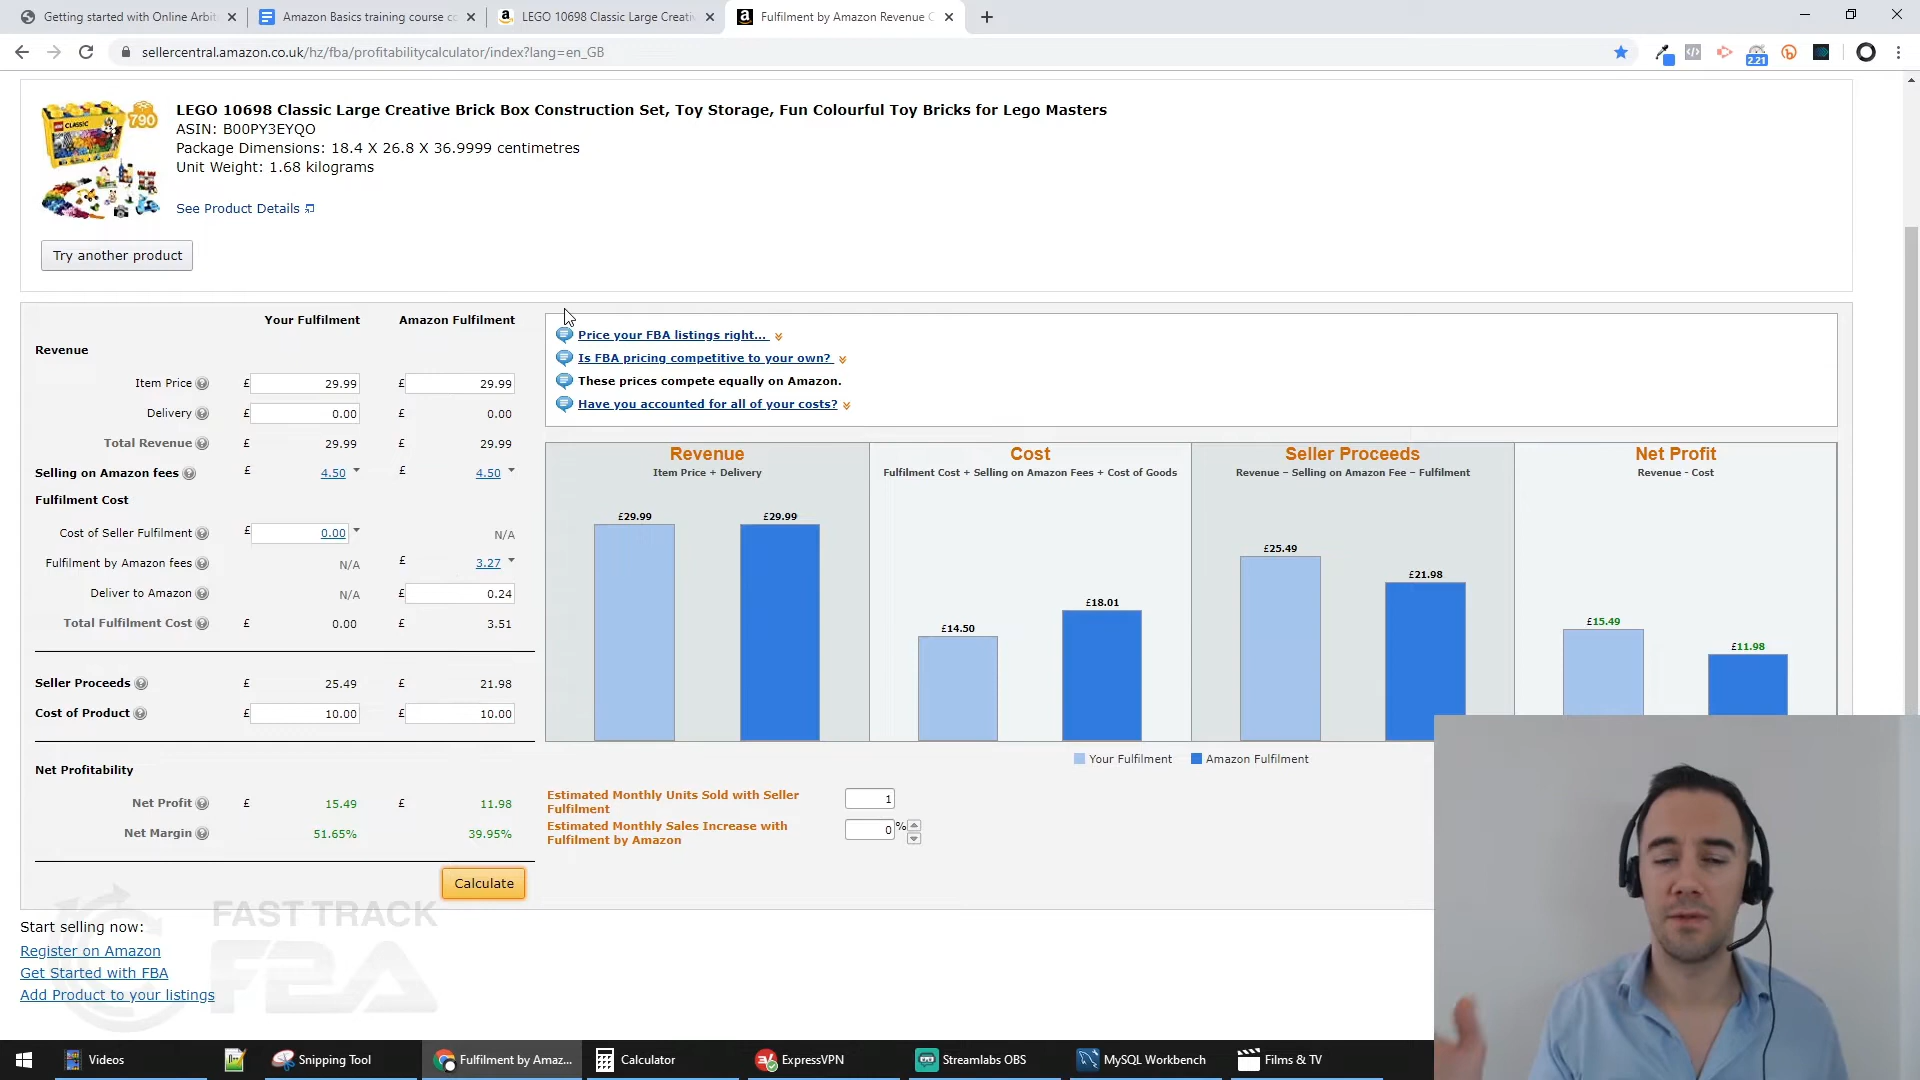 Getting started with Online Arbit
Amazon Basics training course co
LEGO 10698 Classic Large Creativ
Fulfilment by Amazon Revenue C
sellercentral.amazon.co.uk/hz/fba/profitabilitycalculator/index?lang=en_GB
2.21
790
LEGO 10698 Classic Large Creative Brick Box Construction Set, Toy Storage, Fun Colourful Toy Bricks for Lego Masters
ASIN: B00PY3EYQO
Package Dimensions: 18.4 X 26.8 X 36.9999 centimetres
Unit Weight: 1.68 kilograms
See Product Details
Try another product
Your Fulfilment Amazon Fulfilment
Revenue
Item Price £ 29.99 £ 29.99
Delivery £ 0.00 £ 0.00
Total Revenue £ 29.99 £ 29.99
Selling on Amazon fees £ 4.50 £ 4.50
Fulfilment Cost
Cost of Seller Fulfilment £ 0.00 N/A
Fulfilment by Amazon fees N/A £ 3.27
Deliver to Amazon N/A £ 0.24
Total Fulfilment Cost £ 0.00 £ 3.51
Seller Proceeds £ 25.49 £ 21.98
Cost of Product £ 10.00 £ 10.00
Net Profitability
Net Profit £ 15.49 £ 11.98
Net Margin 51.65% 39.95%
Calculate
Price your FBA listings right...
Is FBA pricing competitive to your own?
These prices compete equally on Amazon.
Have you accounted for all of your costs?
Revenue
Item Price + Delivery
£29.99 £29.99
Cost
Fulfilment Cost + Selling on Amazon Fees + Cost of Goods
£14.50 £18.01
Seller Proceeds
Revenue – Selling on Amazon Fee – Fulfilment
£25.49 £21.98
Net Profit
Revenue - Cost
£15.49 £11.98
Your Fulfilment Amazon Fulfilment
Estimated Monthly Units Sold with Seller
Fulfilment
1
Estimated Monthly Sales Increase with
Fulfilment by Amazon
0 %
FAST TRACK
FBA
Start selling now:
Register on Amazon
Get Started with FBA
Add Product to your listings
Videos
Snipping Tool
Fulfilment by Amaz...
Calculator
ExpressVPN
Streamlabs OBS
MySQL Workbench
Films & TV